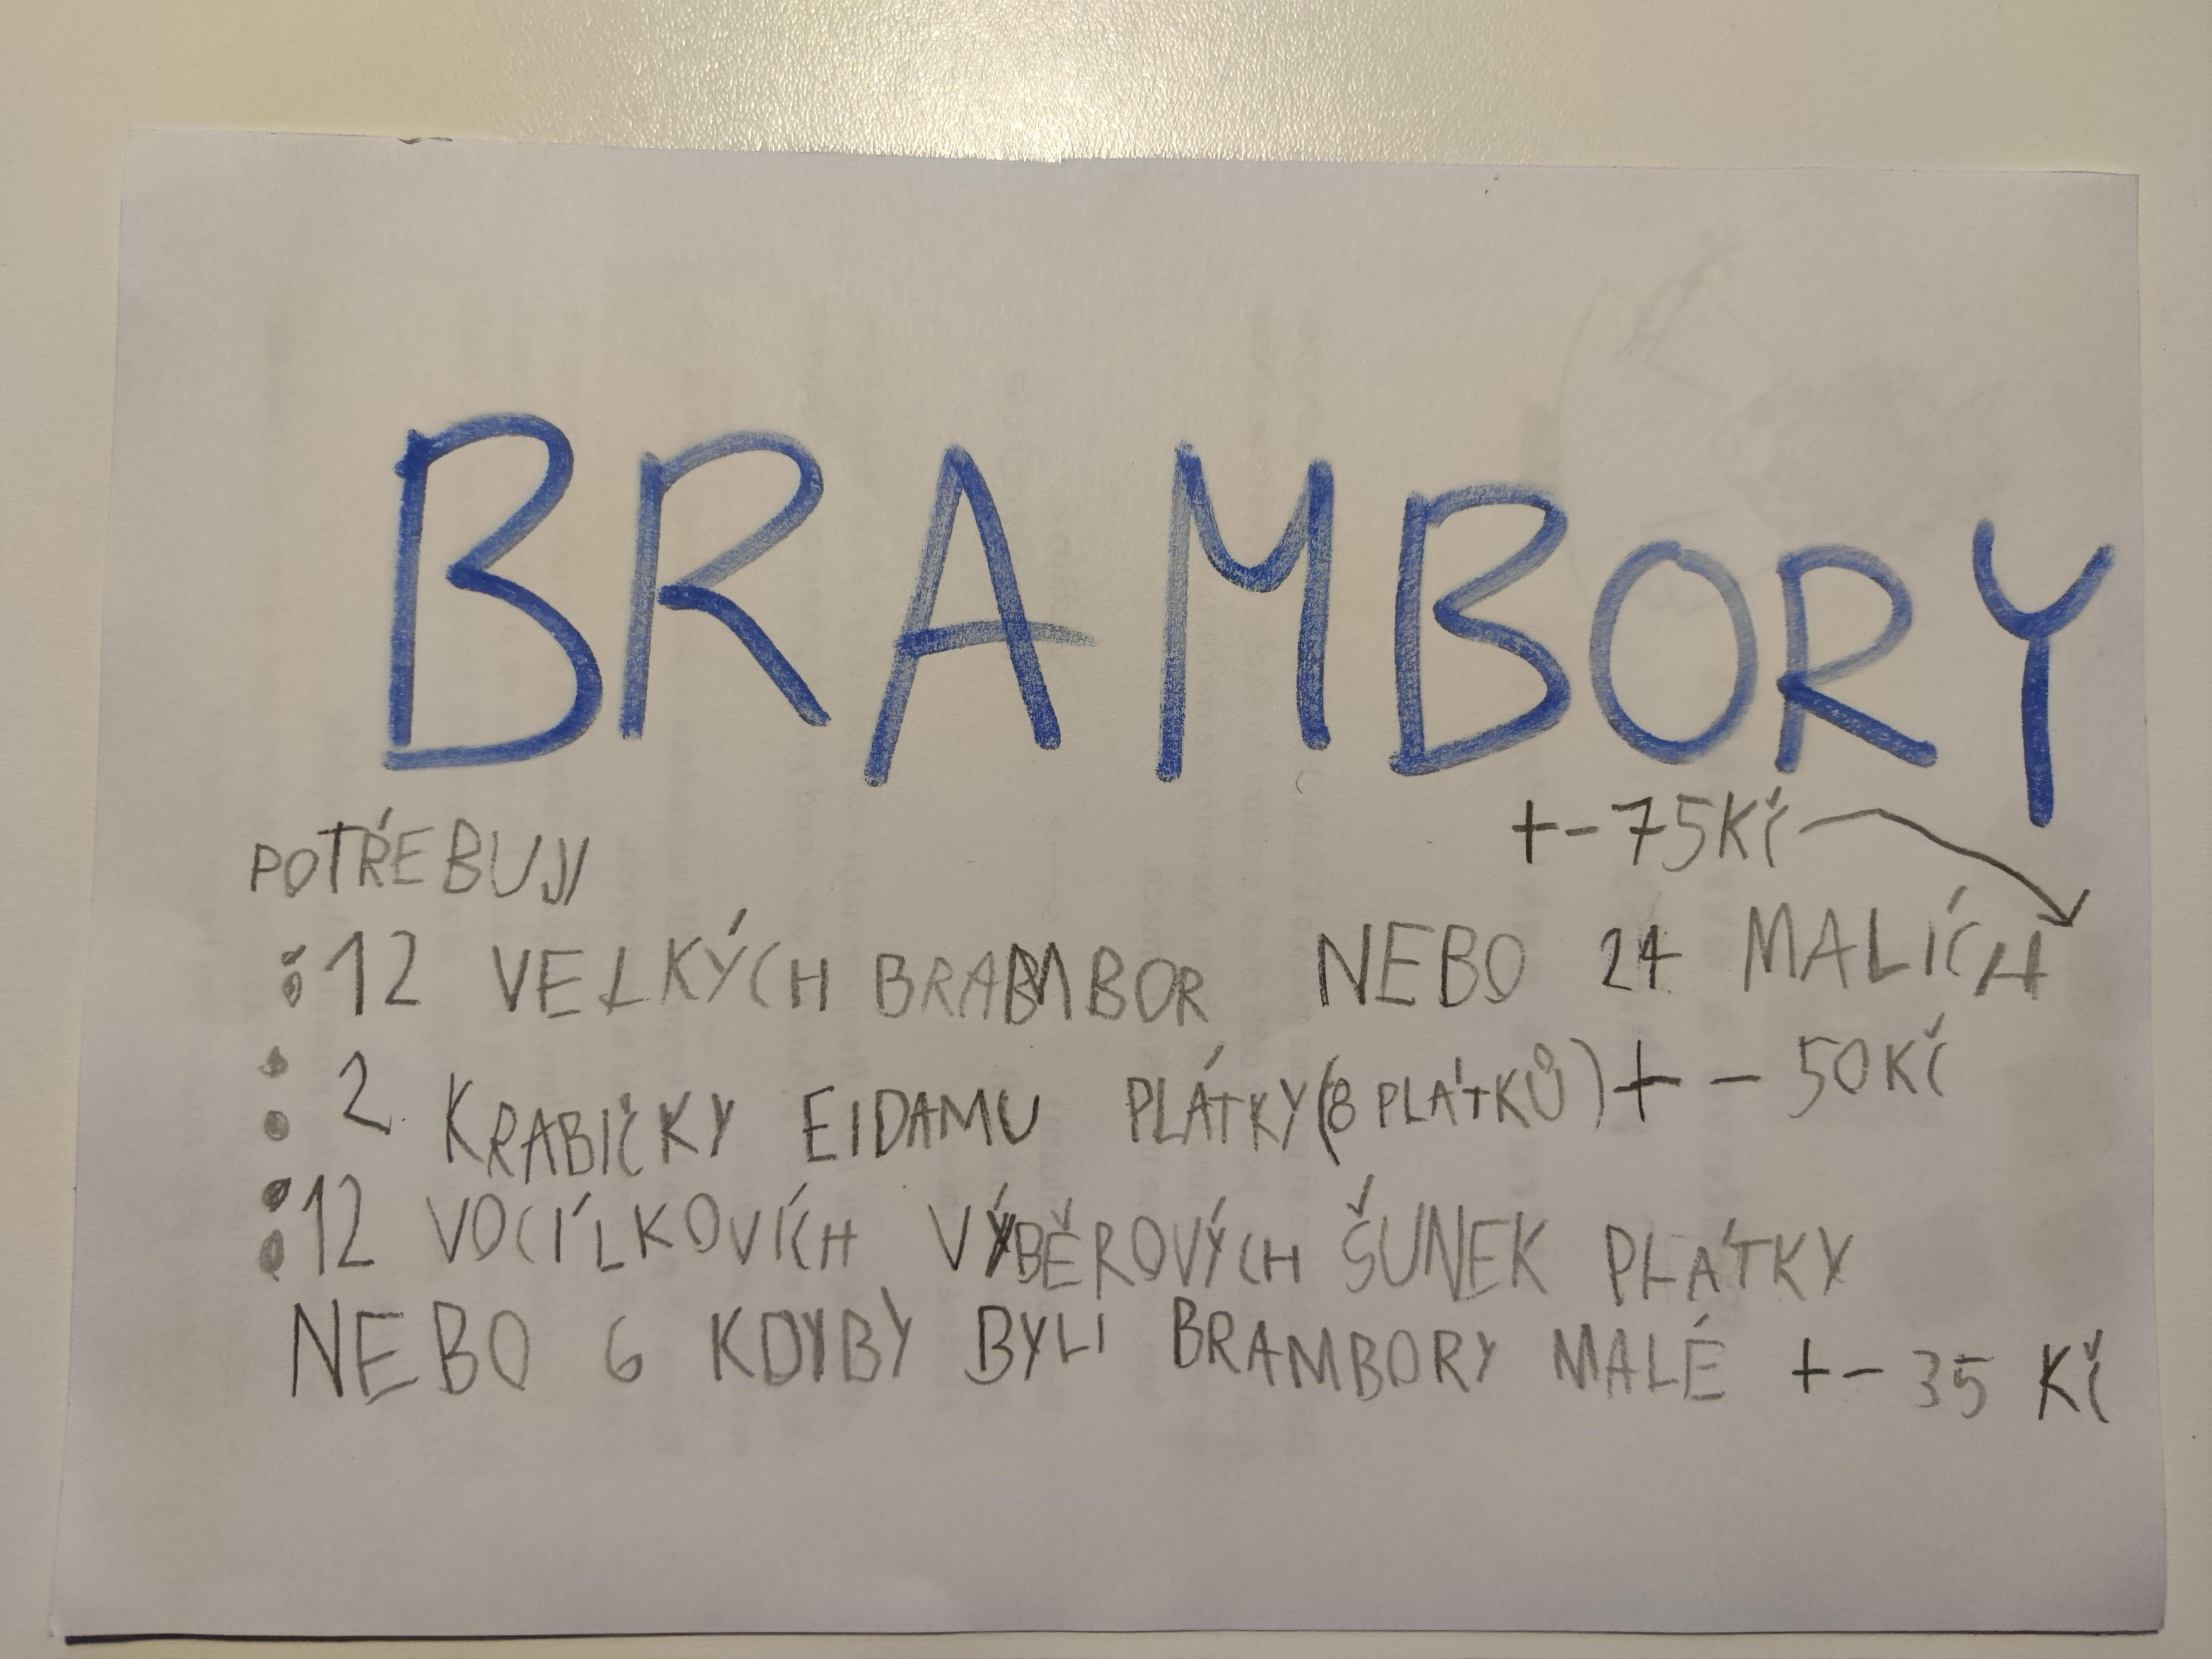 BRAMBORY
+-75Kč
POTŘEBUJI
: 12 VELKÝCH BRAMBOR NEBO 24 MALÍCH
: 2 KRABIČKY EIDAMU PLÁTKY (8 PLÁTKŮ) +- 50Kč
: 12 VOCÍLKOVÍCH VÝBĚROVÝCH ŠUNEK PLÁTKY
NEBO 6 KDYBY BYLI BRAMBORY MALÉ +- 35 Kč